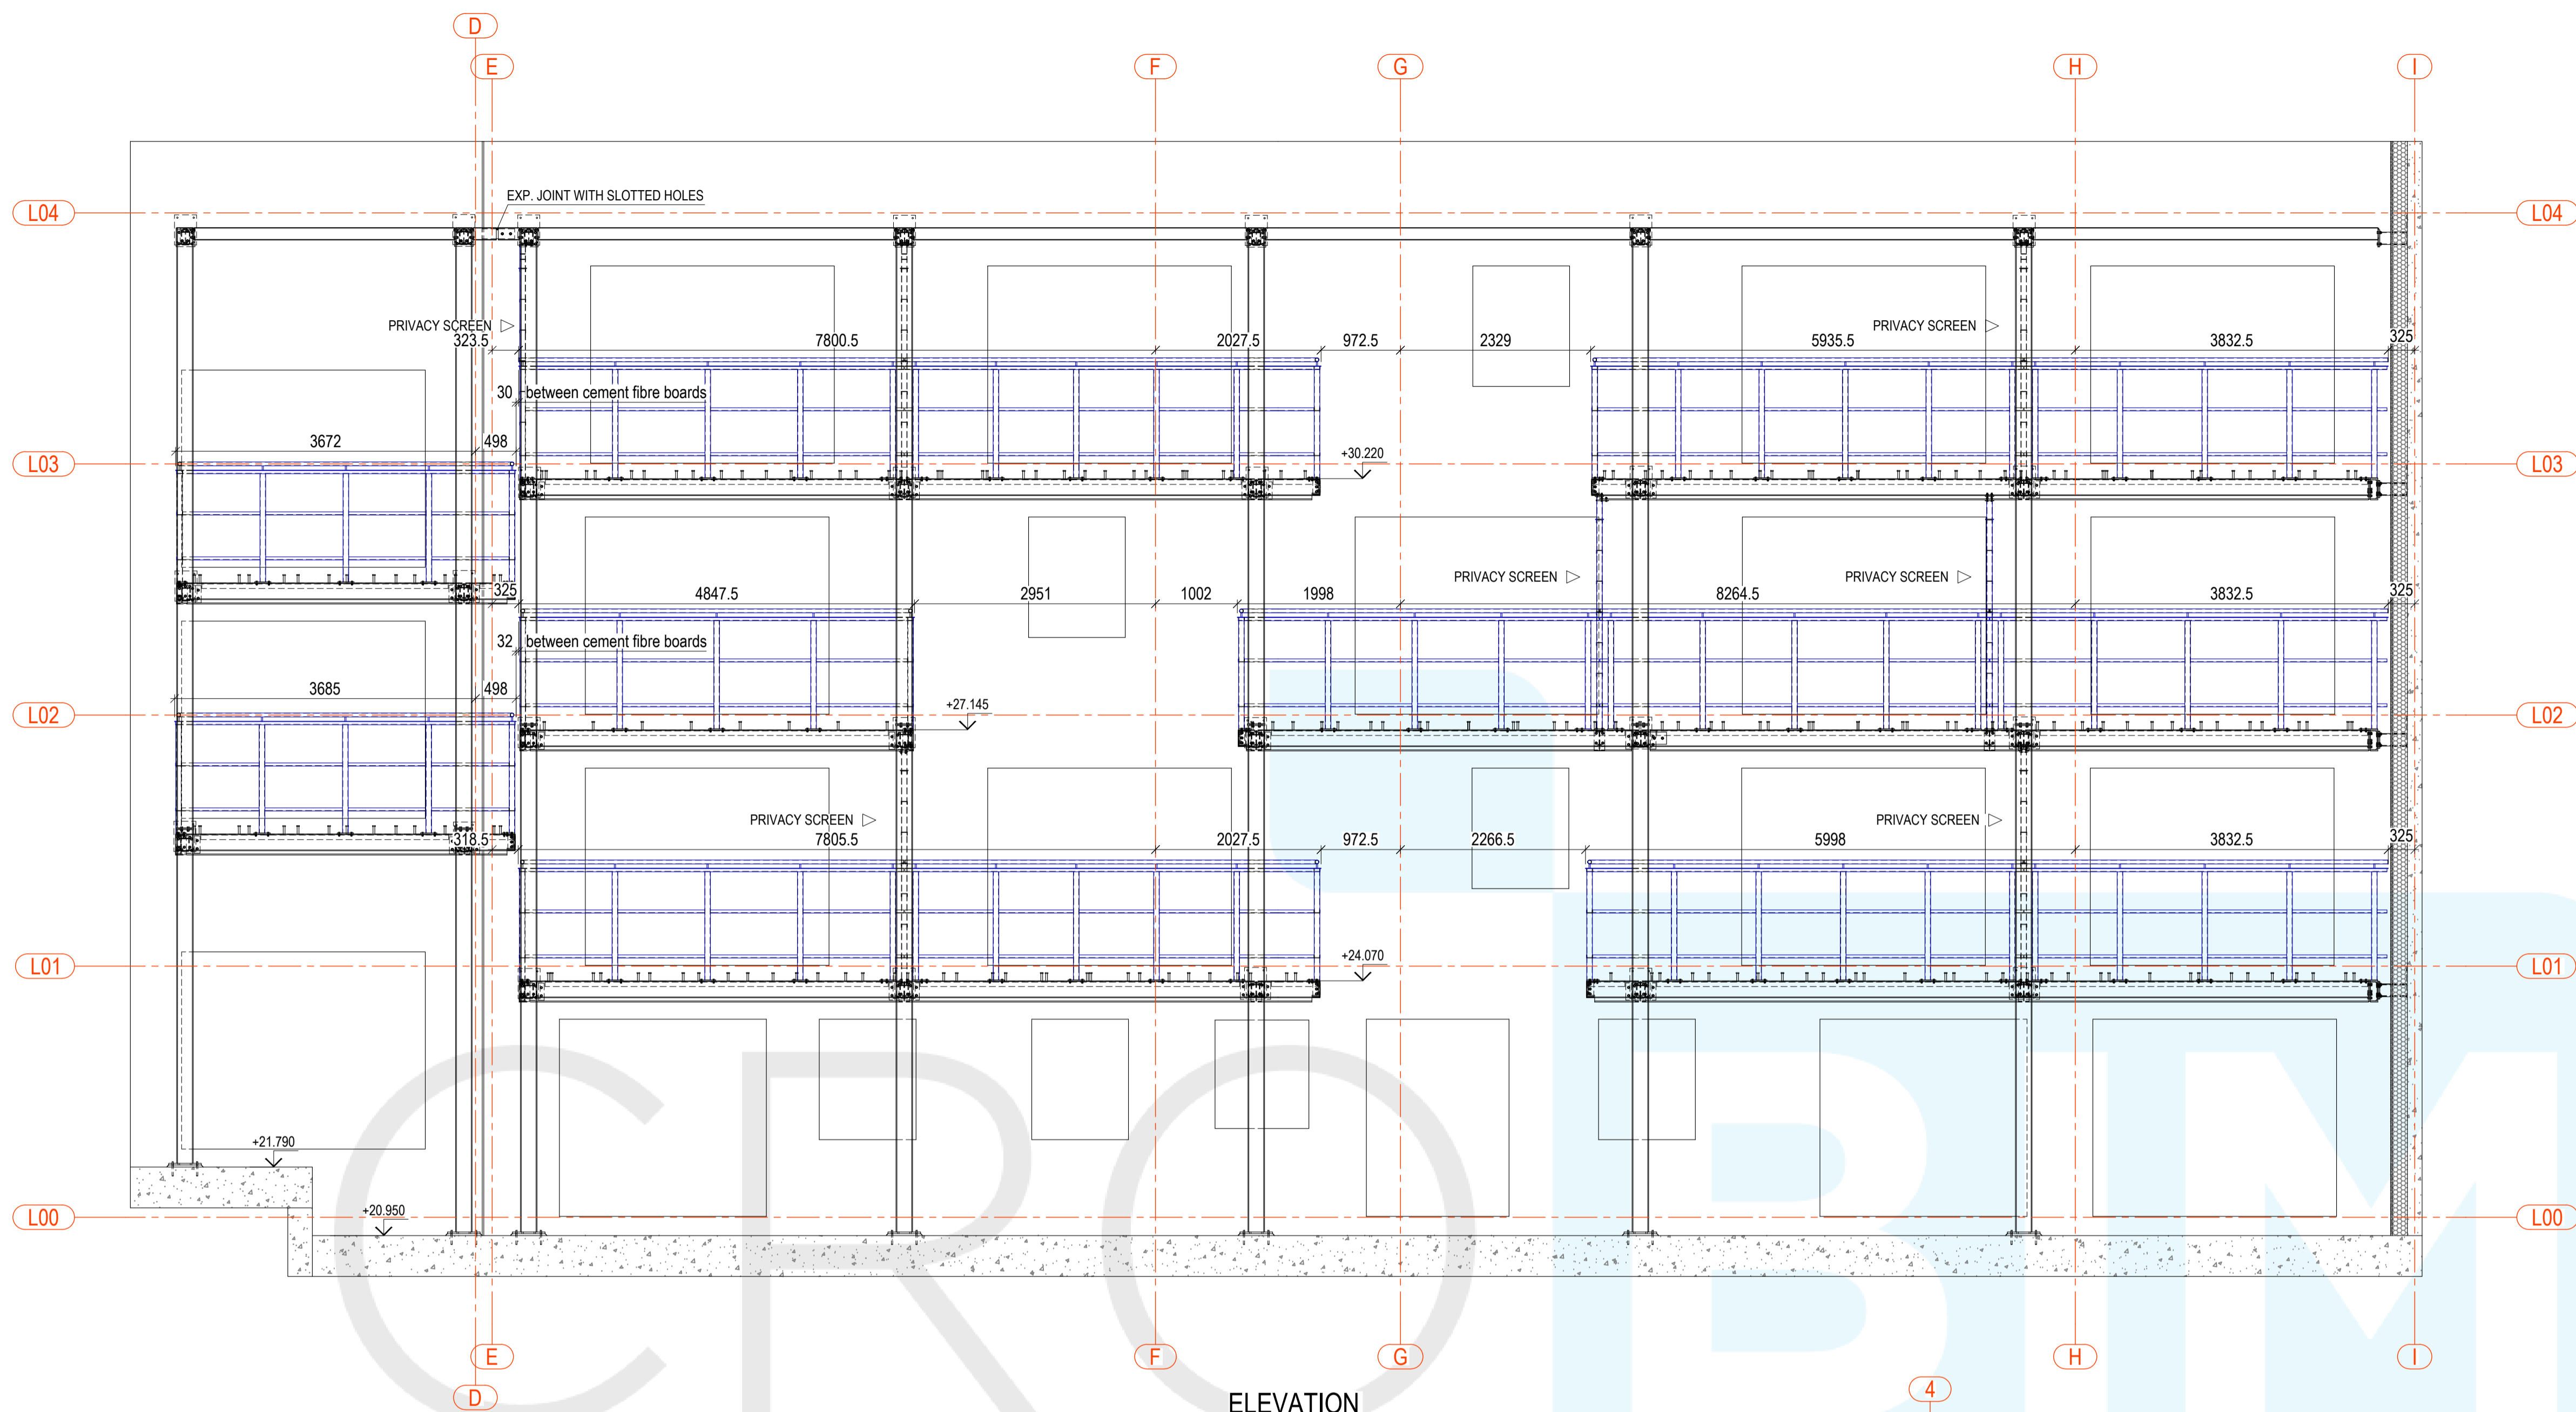 D
E F G H I
EXP. JOINT WITH SLOTTED HOLES
L04 L04
PRIVACY SCREEN PRIVACY SCREEN
323.5 7800.5 2027.5 972.5 2329 5935.5 3832.5 325
30 between cement fibre boards
3672 498
L03 +30.220 L03
PRIVACY SCREEN PRIVACY SCREEN
325 4847.5 2951 1002 1998 8264.5 3832.5 325
32 between cement fibre boards
3685 498
L02 +27.145 L02
PRIVACY SCREEN PRIVACY SCREEN
318.5 7805.5 2027.5 972.5 2266.5 5998 3832.5 325
L01 +24.070 L01
+21.790
L00 +20.950 L00
CROBIM
E F G H I
D
ELEVATION
4